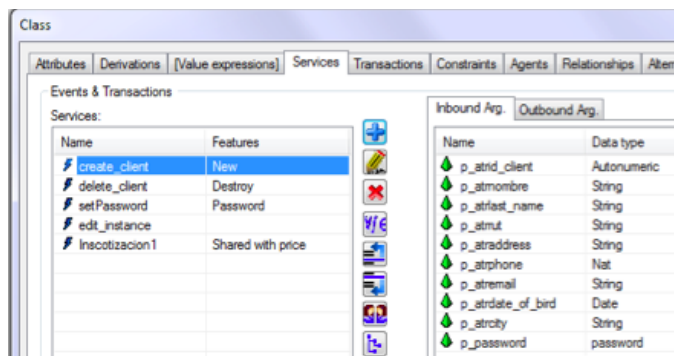 Class
Attributes Derivations [Value expressions] Services Transactions Constraints Agents Relationships
Events & Transactions
Services:
Inbound Arg. Outbound Arg.
Name Features Name Data type
create_client New p_atrid_client Autonumeric
delete_client Destroy p_atrnombre String
setPassword Password p_atrlast_name String
edit_instance p_atrrut String
Inscotizacion1 Shared with price p_atraddress String
p_atrphone Nat
p_atremail String
p_atrdate_of_bird Date
p_atrcity String
p_password password